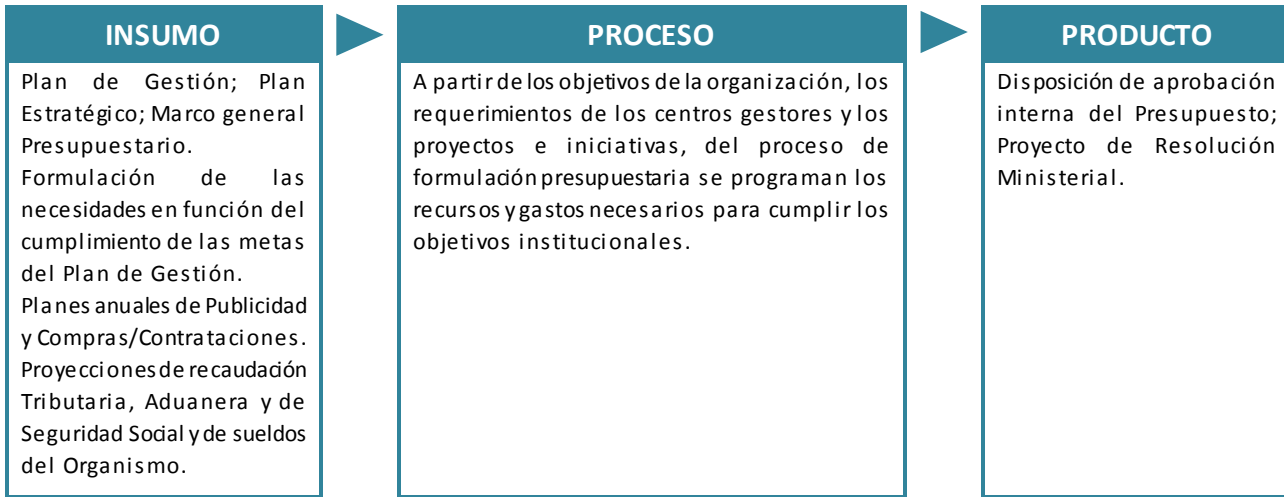 INSUMO
Plan de Gestión; Plan
Estratégico; Marco general
Presupuestario.
Formulación de las
necesidades en función del
cumplimiento de las metas
del Plan de Gestión.
Planes anuales de Publicidad
y Compras/Contrataciones.
Proyecciones de recaudación
Tributaria, Aduanera y de
Seguridad Social y de sueldos
del Organismo.
PROCESO
A partir de los objetivos de la organización, los
requerimientos de los centros gestores y los
proyectos e iniciativas, del proceso de
formulación presupuestaria se programan los
recursos y gastos necesarios para cumplir los
objetivos institucionales.
PRODUCTO
Disposición de aprobación
interna del Presupuesto;
Proyecto de Resolución
Ministerial.